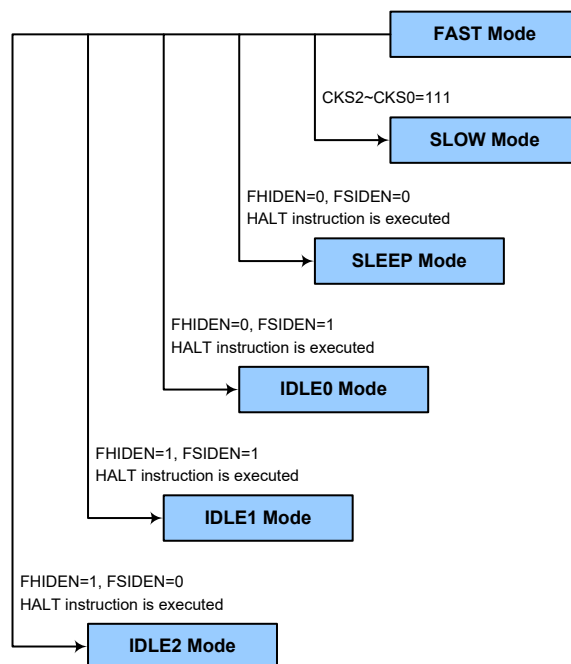 FAST Mode
CKS2~CKS0=111
SLOW Mode
FHIDEN=0, FSIDEN=0
HALT instruction is executed
SLEEP Mode
FHIDEN=0, FSIDEN=1
HALT instruction is executed
IDLE0 Mode
FHIDEN=1, FSIDEN=1
HALT instruction is executed
IDLE1 Mode
FHIDEN=1, FSIDEN=0
HALT instruction is executed
IDLE2 Mode